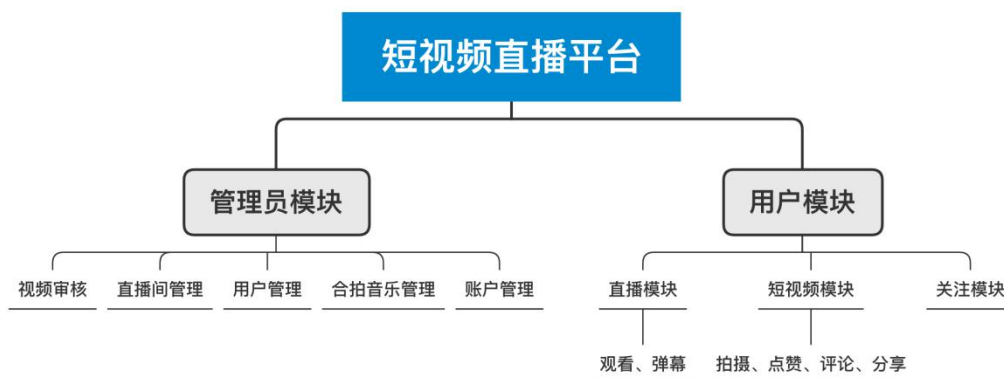 短视频直播平台
管理员模块
用户模块
视频审核
直播间管理
用户管理
合拍音乐管理
账户管理
直播模块
短视频模块
关注模块
观看、弹幕
拍摄、点赞、评论、分享